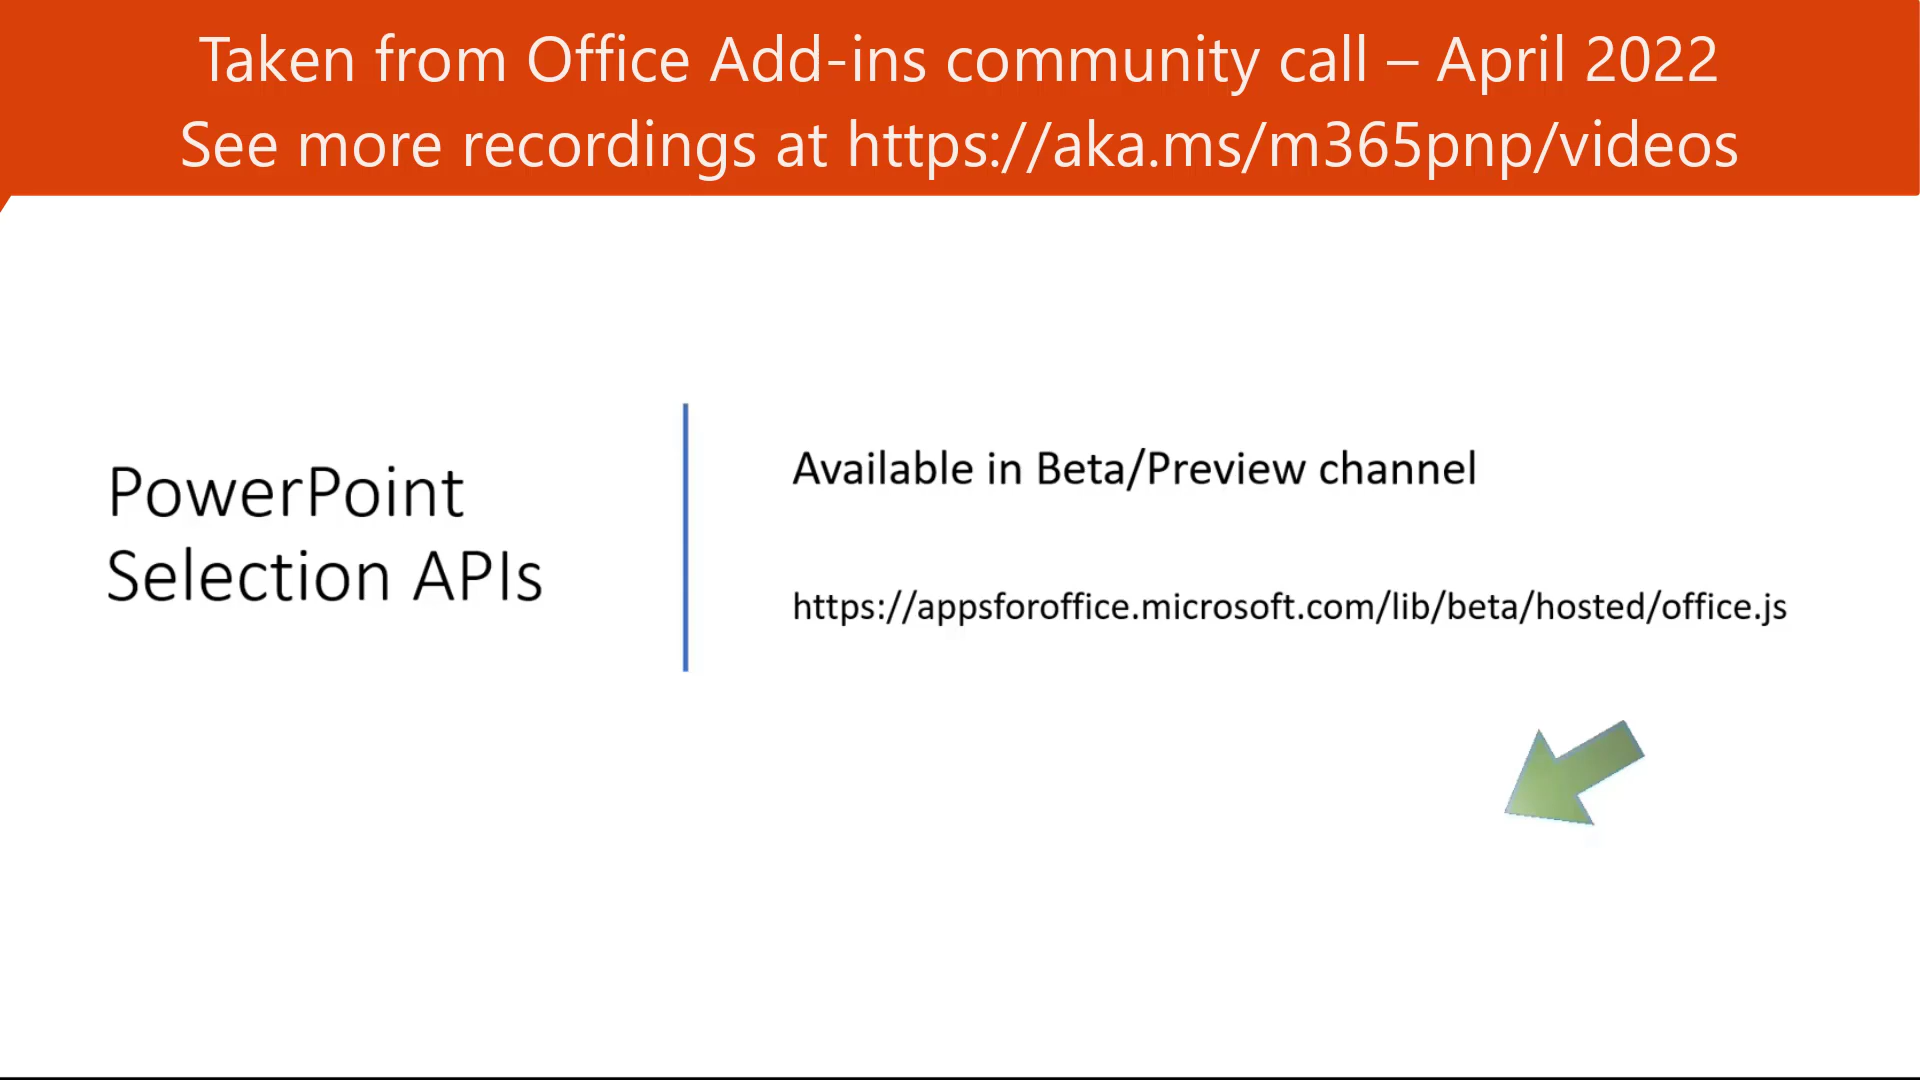 Taken from Office Add-ins community call – April 2022
See more recordings at https://aka.ms/m365pnp/videos
PowerPoint
Selection APIs
Available in Beta/Preview channel
https://appsforoffice.microsoft.com/lib/beta/hosted/office.js